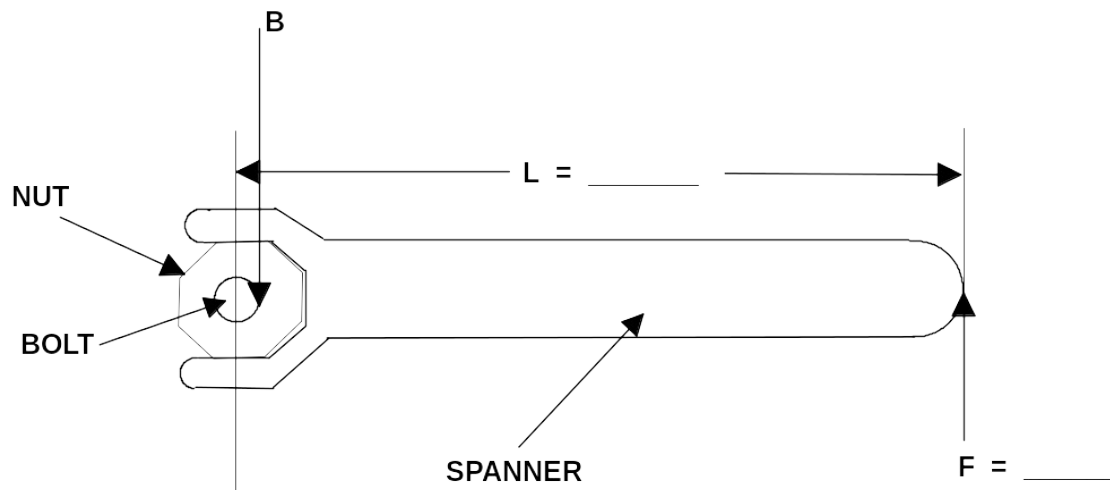 B
L = ______
NUT
BOLT
SPANNER
F = ______